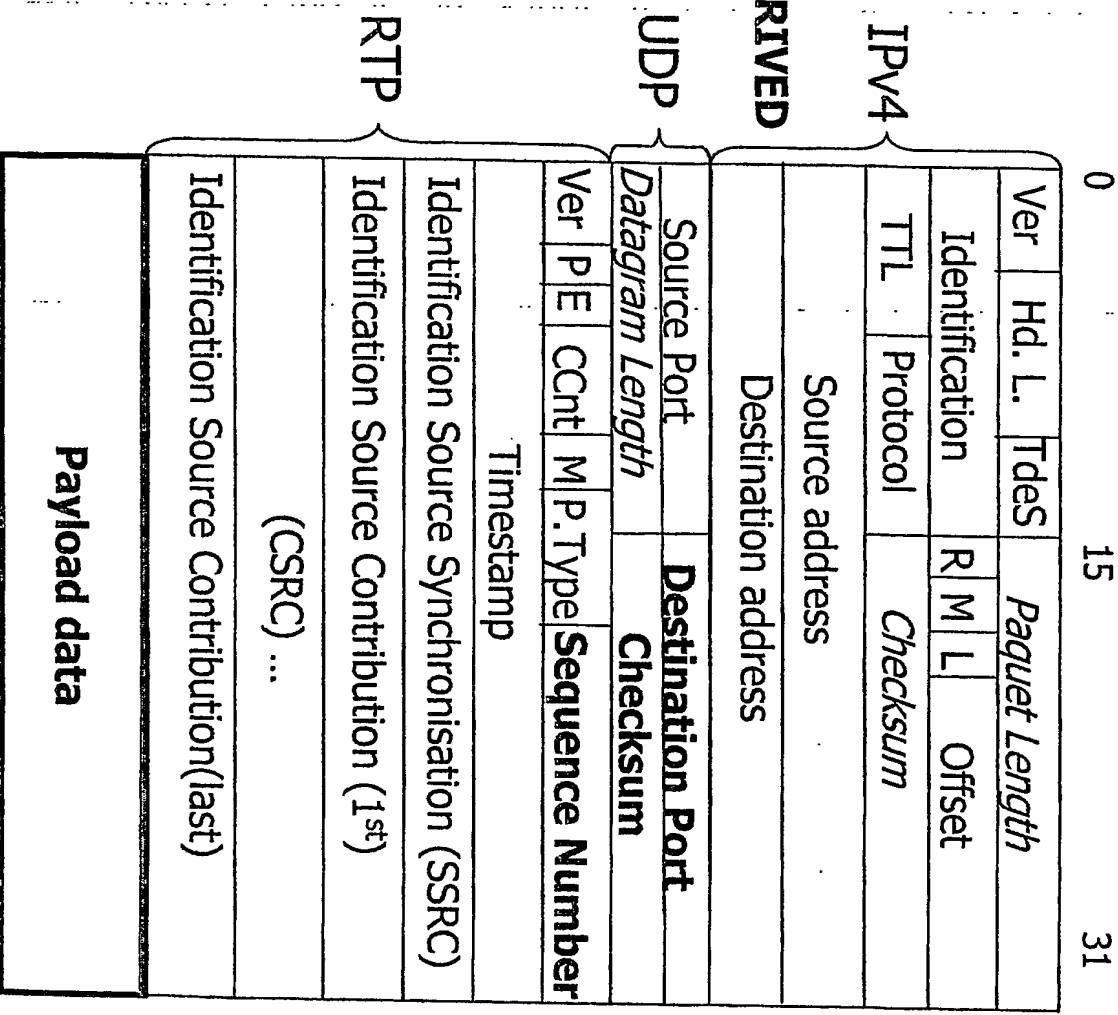 0 15 31
IPv4
Ver Hd. L. TdeS Paquet Length
Identification R M L Offset
TTL Protocol Checksum
Source address
Destination address
RIVED
UDP
Source Port Destination Port
Datagram Length Checksum
RTP
Ver P E CCnt M P.Type Sequence Number
Timestamp
Identification Source Synchronisation (SSRC)
Identification Source Contribution (1st)
(CSRC) ...
Identification Source Contribution(last)
Payload data